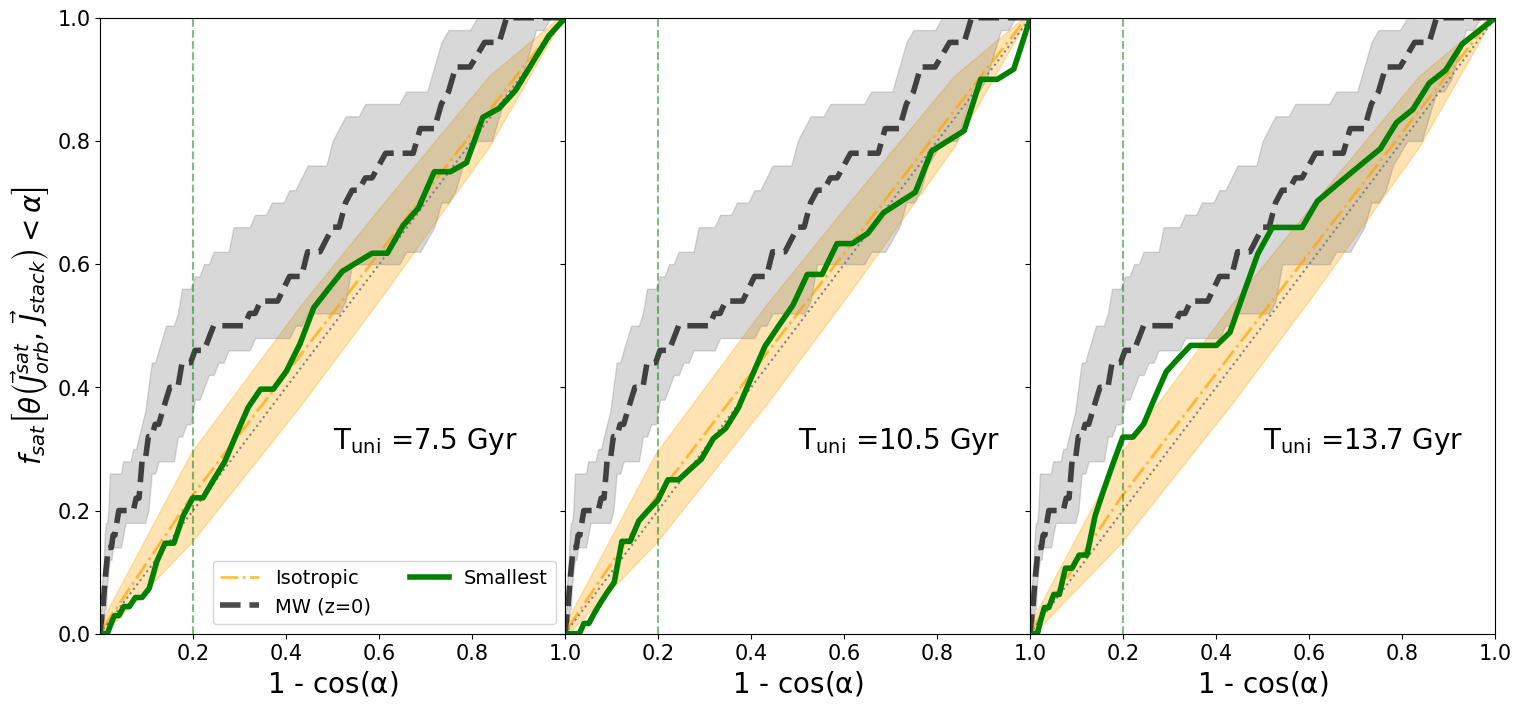 f_sat [θ(J⃗_orb^sat, J⃗_stack) < α]
1.0
0.8
0.6
0.4
0.2
0.0
T_uni =7.5 Gyr
T_uni =10.5 Gyr
T_uni =13.7 Gyr
Isotropic
MW (z=0)
Smallest
0.2 0.4 0.6 0.8 1.0 0.2 0.4 0.6 0.8 1.0 0.2 0.4 0.6 0.8 1.0
1 - cos(α) 1 - cos(α) 1 - cos(α)